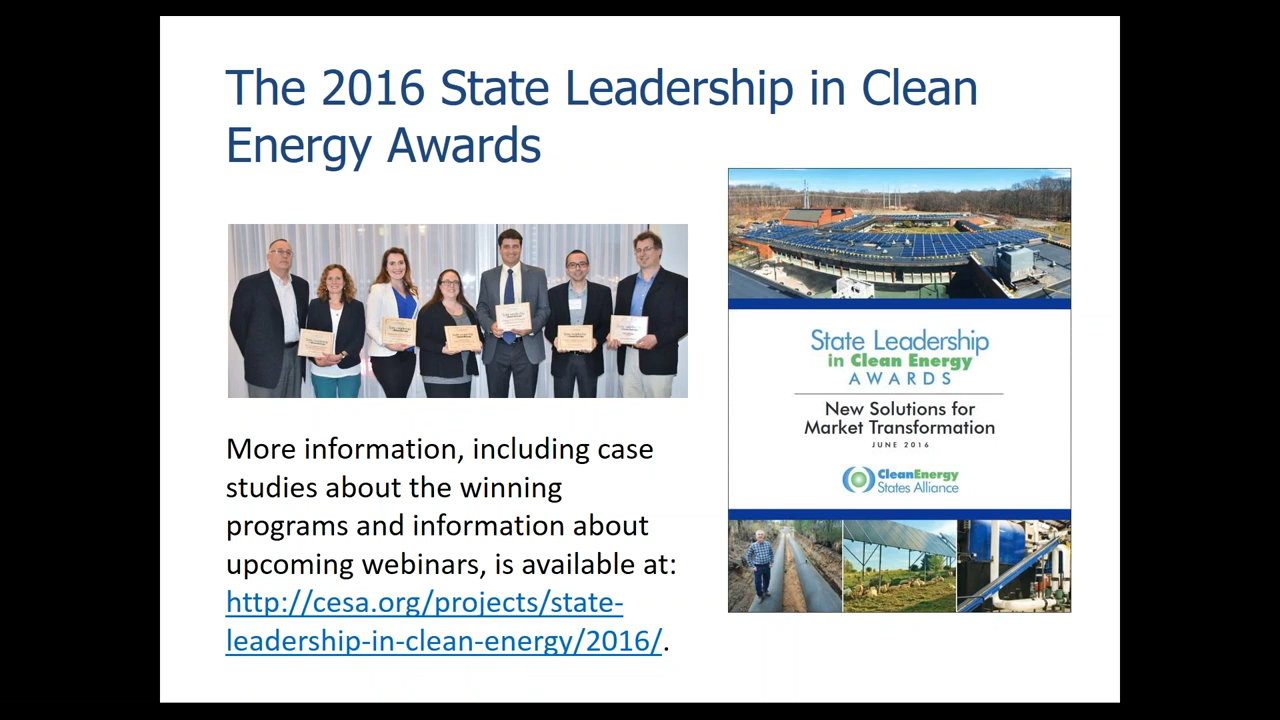 The 2016 State Leadership in Clean
Energy Awards
More information, including case
studies about the winning
programs and information about
upcoming webinars, is available at:
http://cesa.org/projects/state-
leadership-in-clean-energy/2016/.
State Leadership
in Clean Energy
AWARDS
New Solutions for
Market Transformation
JUNE 2016
CleanEnergy
States Alliance